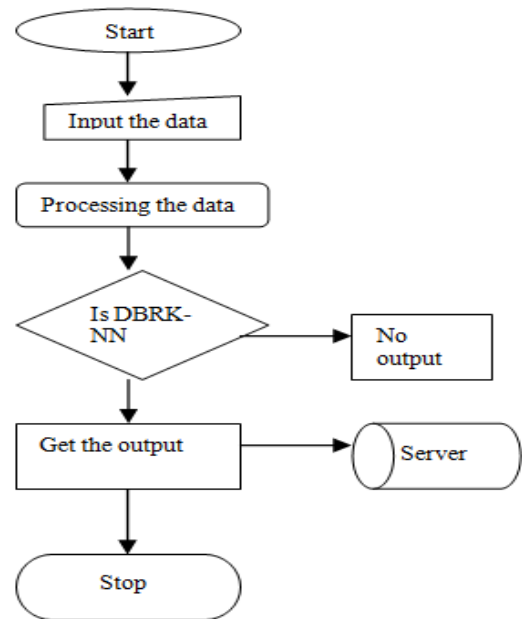 Start
Input the data
Processing the data
Is DBRK-
NN
No
output
Get the output
Server
Stop